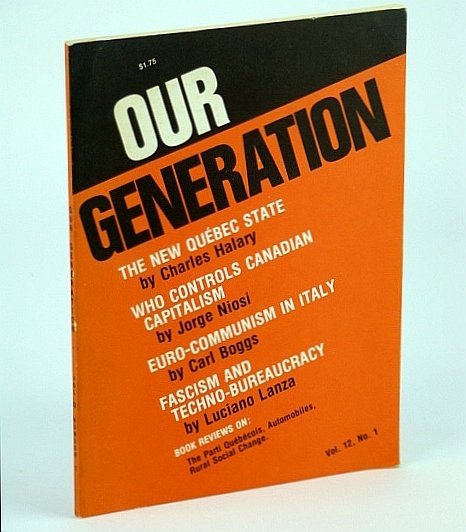 $1.75
OUR
GENERATION
THE NEW QUÉBEC STATE
by Charles Halary
WHO CONTROLS CANADIAN
CAPITALISM
by Jorge Niosi
EURO-COMMUNISM IN ITALY
by Carl Boggs
FASCISM AND
TECHNO-BUREAUCRACY
by Luciano Lanza
BOOK REVIEWS ON:
The Parti Québécois, Automobiles,
Rural Social Change.
Vol. 12, No. 1